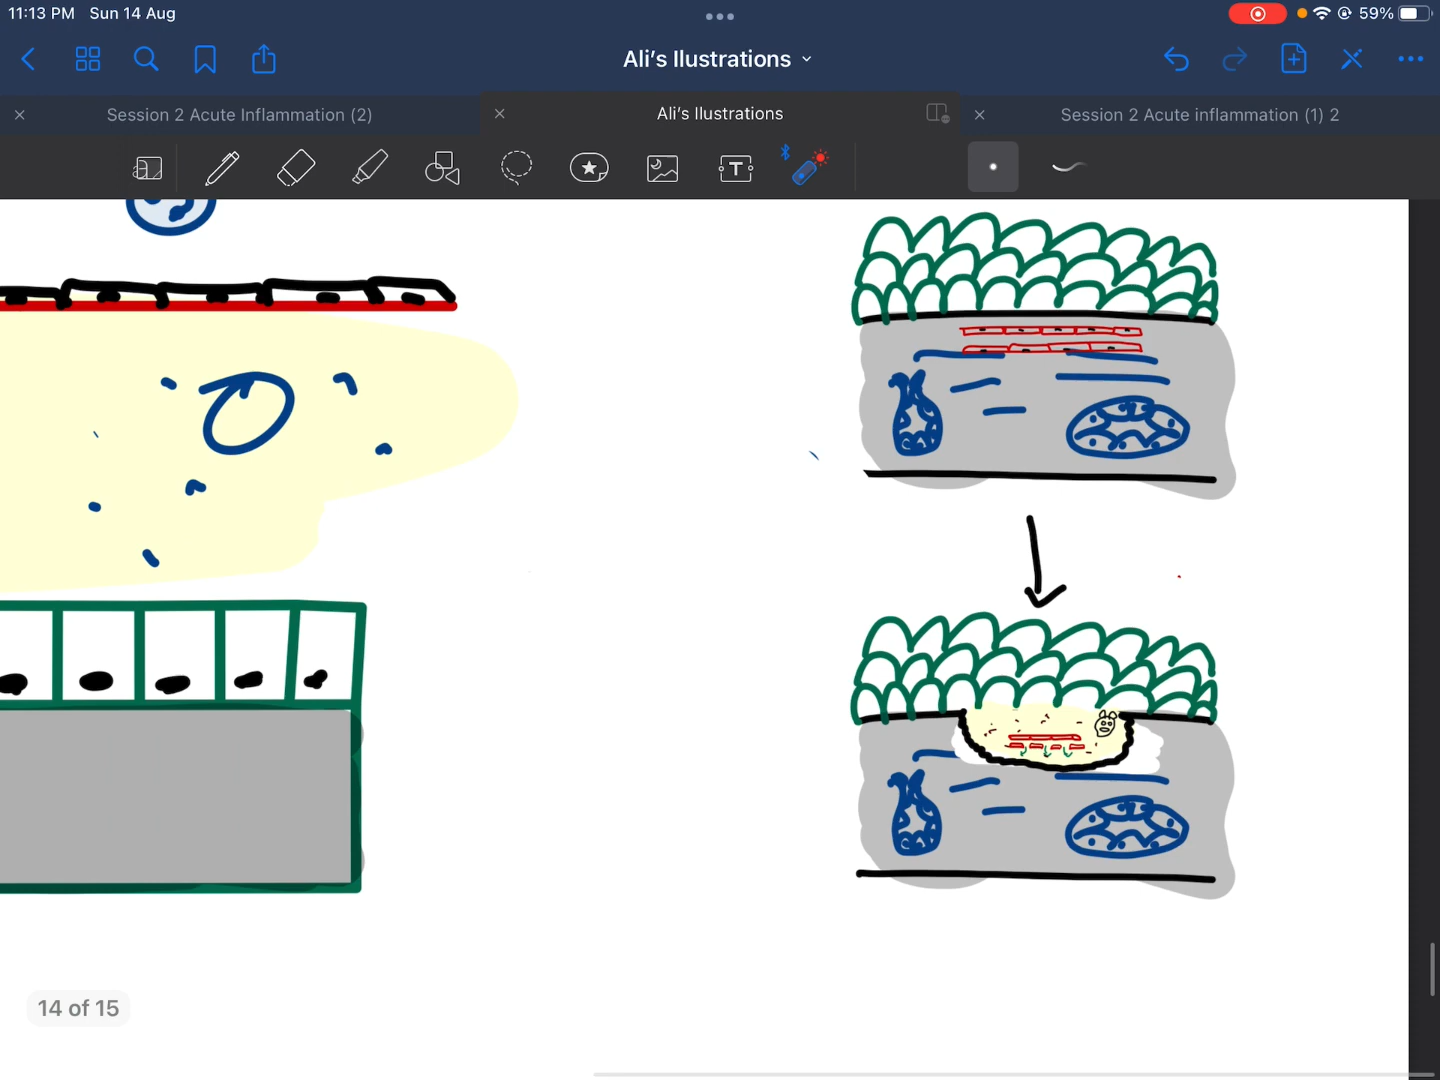 11:13 PM Sun 14 Aug
59%
Ali's Ilustrations
Session 2 Acute Inflammation (2)
Ali's Ilustrations
Session 2 Acute inflammation (1) 2
14 of 15